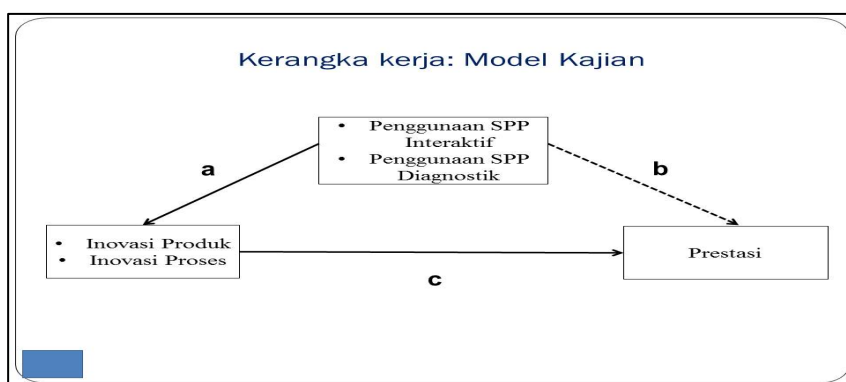 Kerangka kerja: Model Kajian
• Penggunaan SPP
Interaktif
• Penggunaan SPP
Diagnostik
a
b
• Inovasi Produk
• Inovasi Proses
Prestasi
c